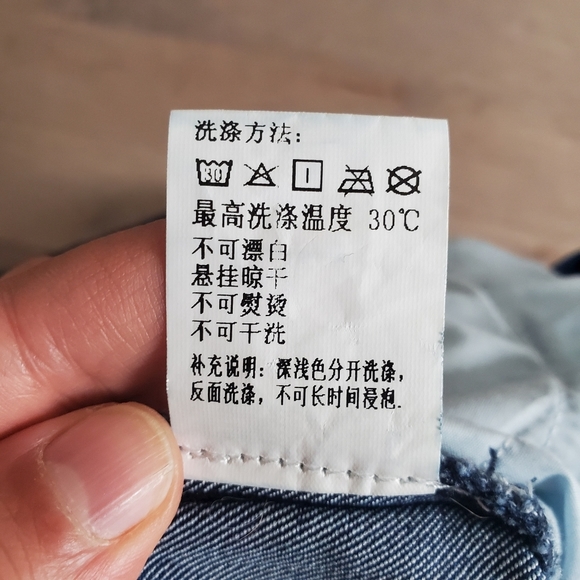 洗涤方法：
30
最高洗涤温度 30℃
不可漂白
悬挂晾干
不可熨烫
不可干洗
补充说明：深浅色分开洗涤，
反面洗涤，不可长时间浸泡.